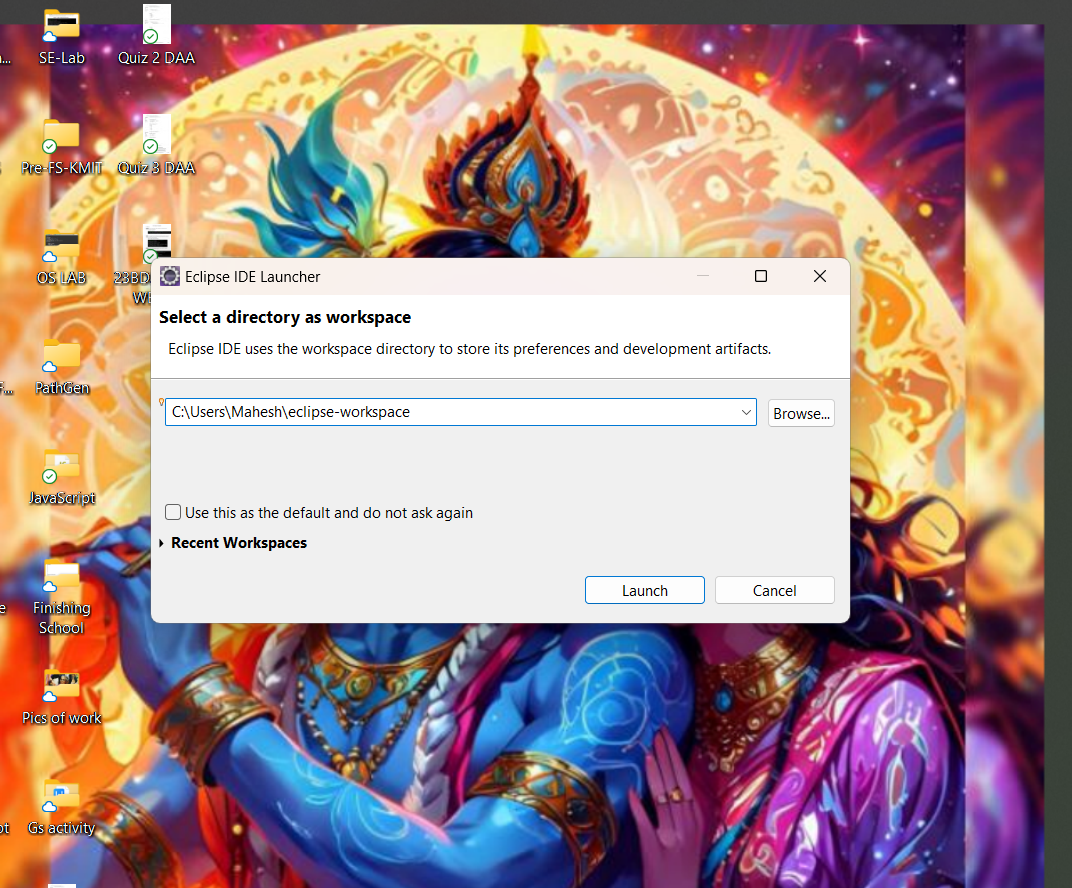 SE-Lab
Quiz 2 DAA
Pre-FS-KMIT
Quiz 3 DAA
OS LAB
PathGen
JavaScript
Finishing
School
Pics of work
Gs activity
Eclipse IDE Launcher
Select a directory as workspace
Eclipse IDE uses the workspace directory to store its preferences and development artifacts.
C:\Users\Mahesh\eclipse-workspace
Browse...
Use this as the default and do not ask again
Recent Workspaces
Launch
Cancel